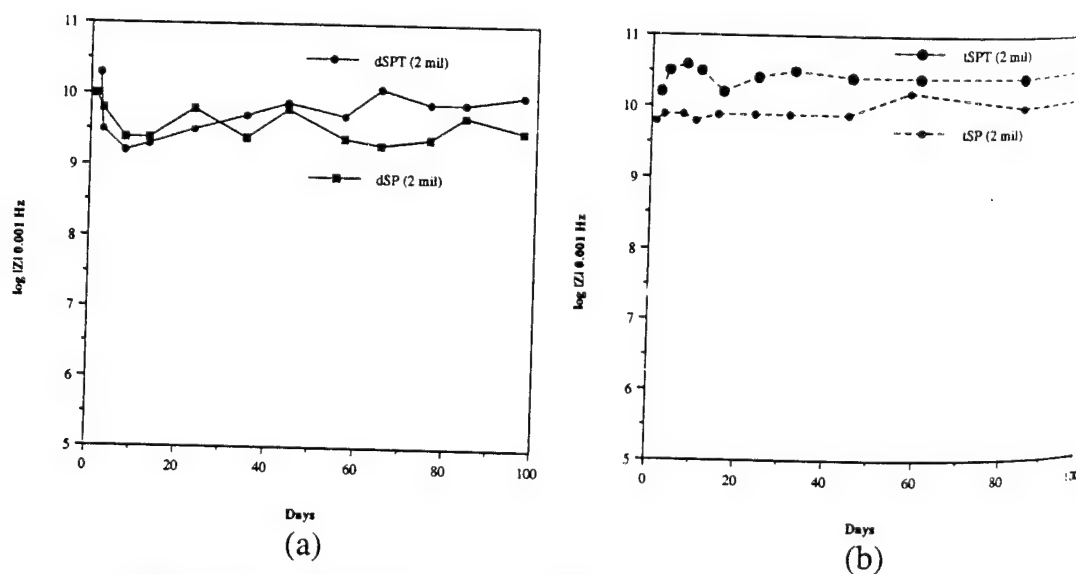 11
10
9
8
7
6
5
log |Z| 0.001 Hz
dSPT (2 mil)
dSP (2 mil)
0 20 40 60 80 100
Days
(a)
11
10
9
8
7
6
5
log |Z| 0.001 Hz
tSPT (2 mil)
tSP (2 mil)
0 20 40 60 80
Days
(b)